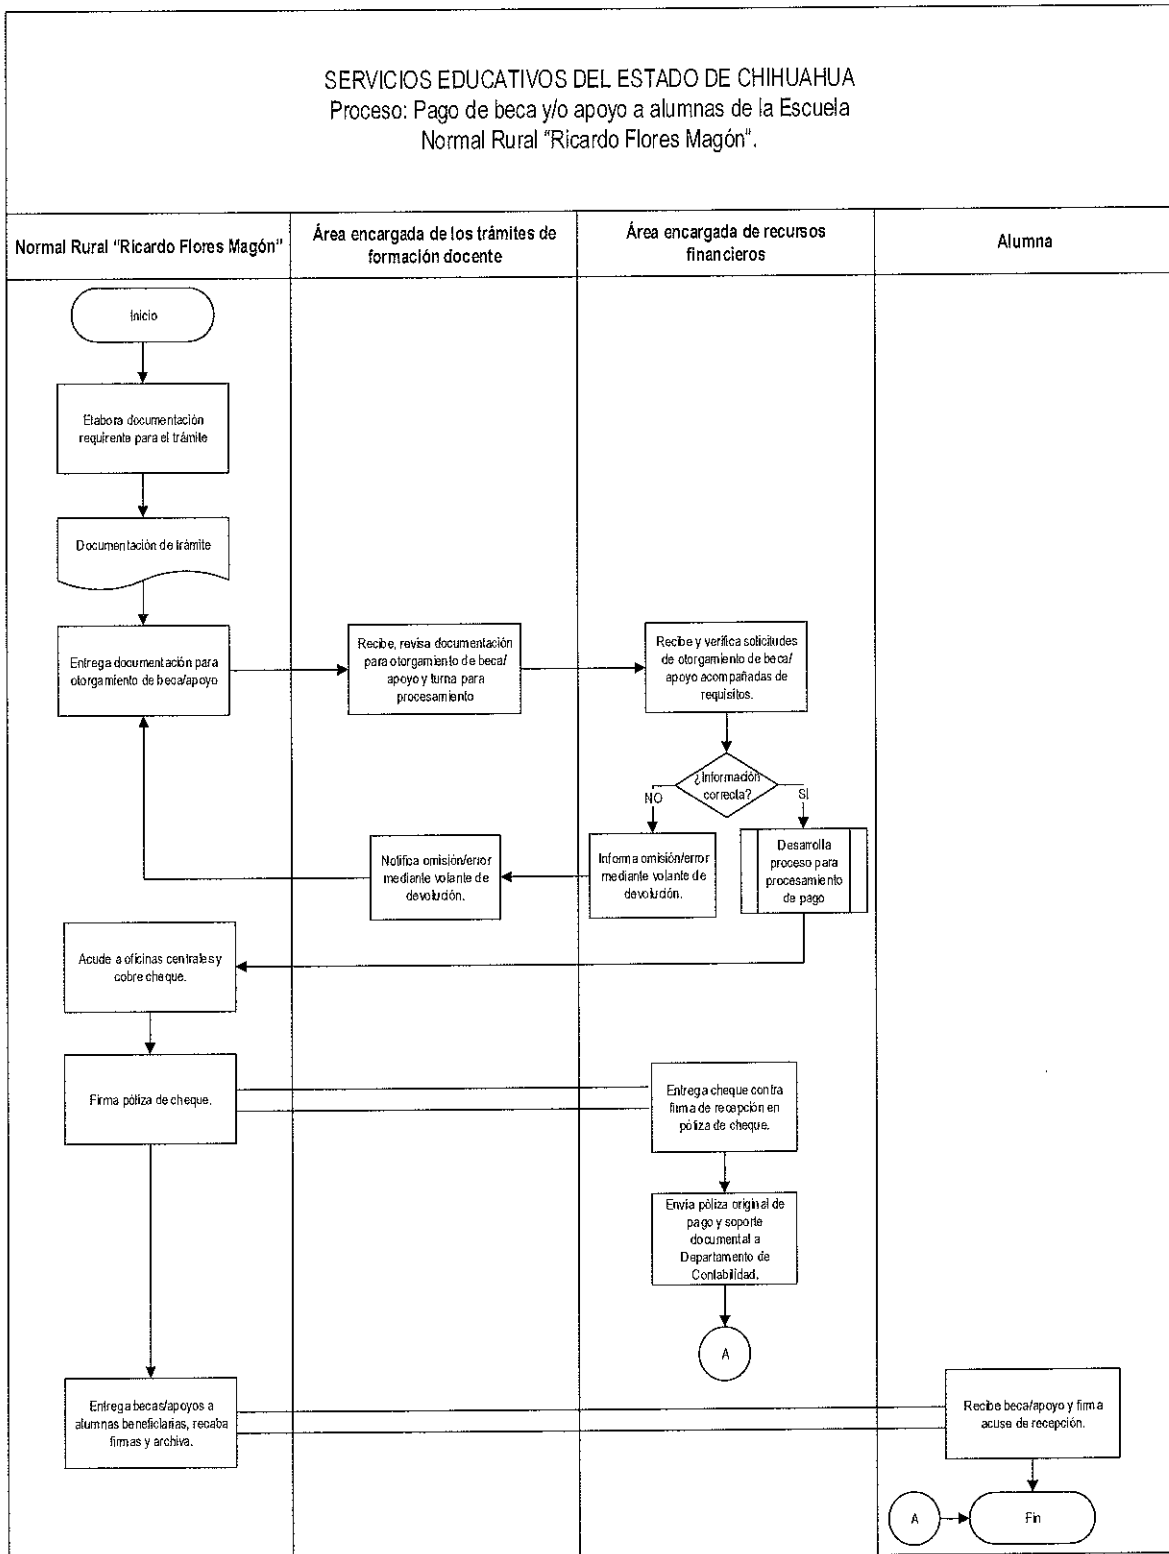 SERVICIOS EDUCATIVOS DEL ESTADO DE CHIHUAHUA
Proceso: Pago de beca y/o apoyo a alumnas de la Escuela
Normal Rural "Ricardo Flores Magón".
Normal Rural "Ricardo Flores Magón"
Área encargada de los trámites de
formación docente
Área encargada de recursos
financieros
Alumna
Inicio
Elabora documentación
requirente para el trámite
Documentación de trámite
Entrega documentación para
otorgamiento de beca/apoyo
Recibe, revisa documentación
para otorgamiento de beca/
apoyo y turna para
procesamiento
Recibe y verifica solicitudes
de otorgamiento de beca/
apoyo acompañadas de
requisitos.
¿Información
correcta?
NO
SI
Notifica omisión/error
mediante volante de
devolución.
Informa omisión/error
mediante volante de
devolución.
Desarrolla
proceso para
procesamiento
de pago
Acude a oficinas centrales y
cobre cheque.
Firma póliza de cheque.
Entrega cheque contra
firma de recepción en
póliza de cheque.
Envía póliza original de
pago y soporte
documental a
Departamento de
Contabilidad.
A
Entrega becas/apoyos a
alumnas beneficiarias, recaba
firmas y archiva.
Recibe beca/apoyo y firma
acuse de recepción.
A
Fin